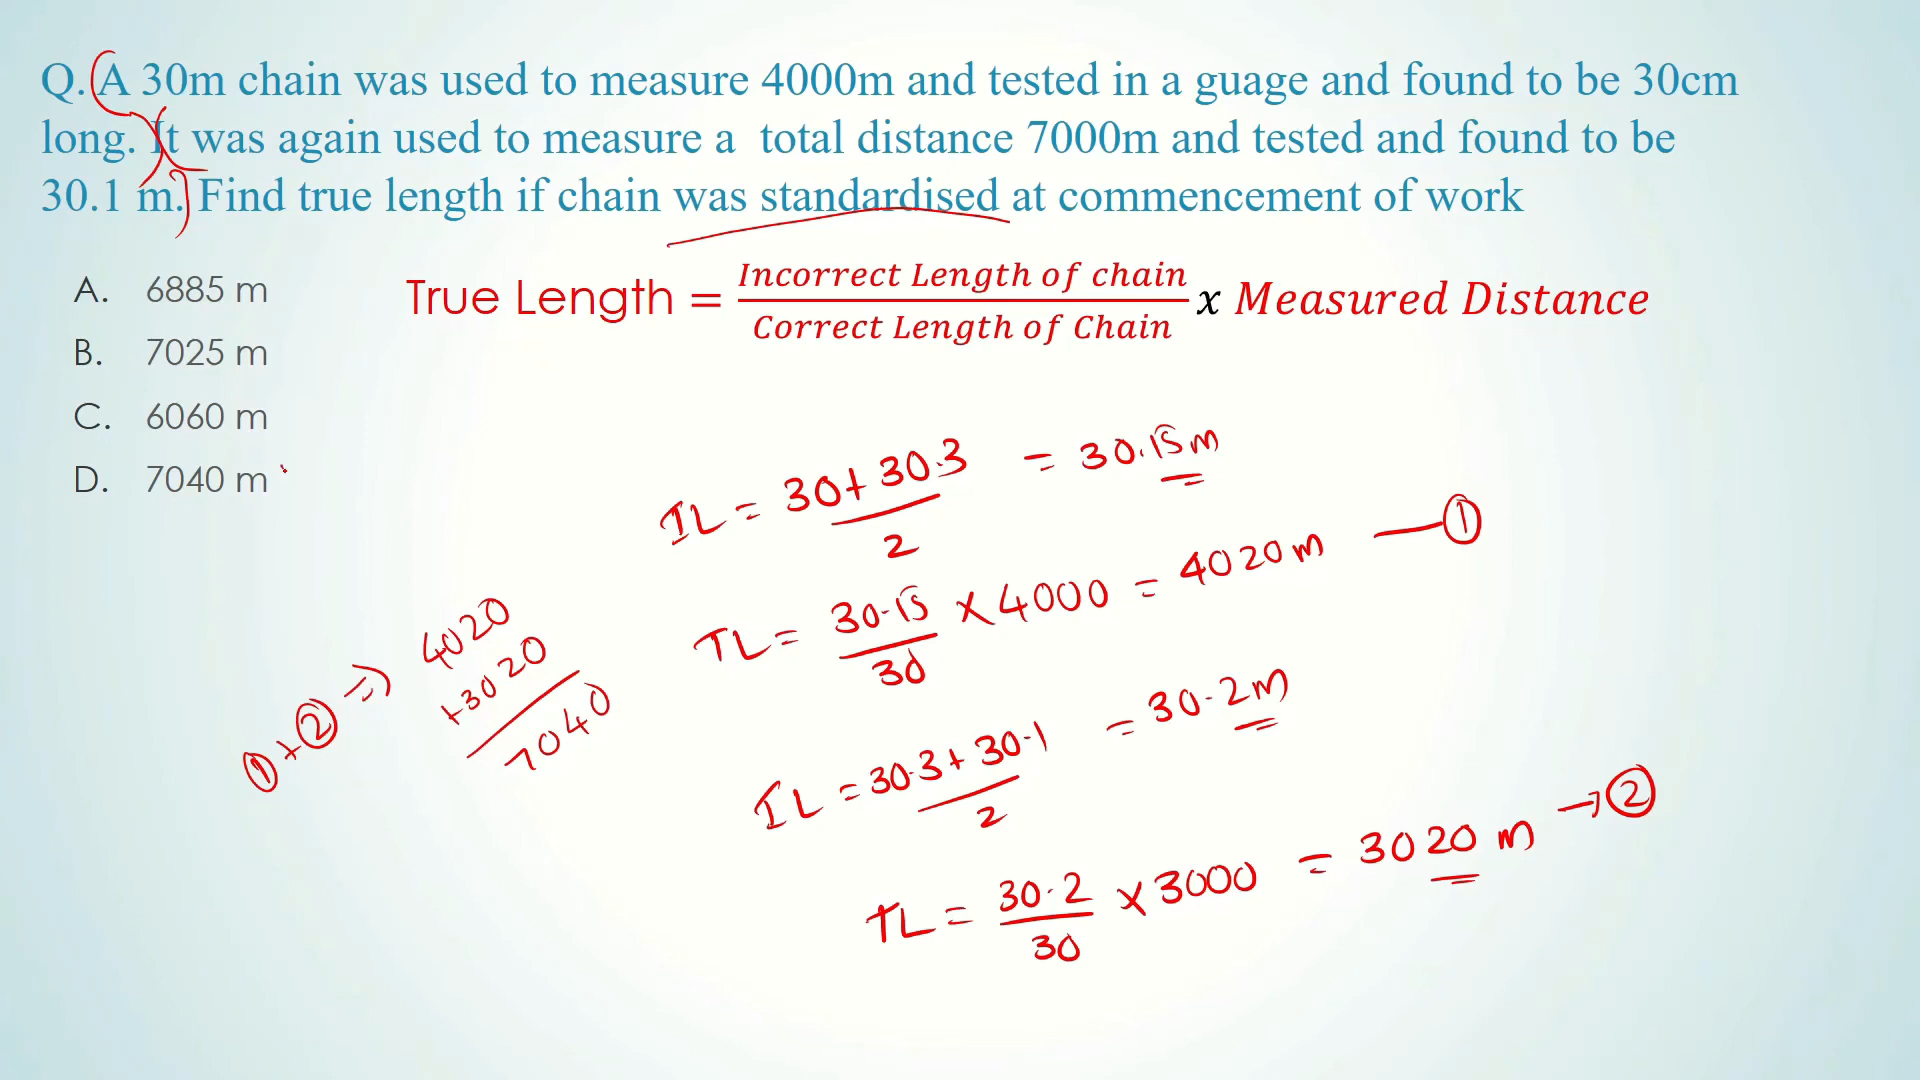 Q. A 30m chain was used to measure 4000m and tested in a guage and found to be 30cm
long. It was again used to measure a total distance 7000m and tested and found to be
30.1 m. Find true length if chain was standardised at commencement of work
A. 6885 m
B. 7025 m
C. 6060 m
D. 7040 m
True Length = Incorrect Length of chain / Correct Length of Chain x Measured Distance
IL = 30+30.3 / 2 = 30.15m
TL = 30.15 / 30 × 4000 = 4020m — ①
IL = 30.3+30.1 / 2 = 30.2m
TL = 30.2 / 30 × 3000 = 3020 m → ②
①+② ⇒ 4020
+3020
7040